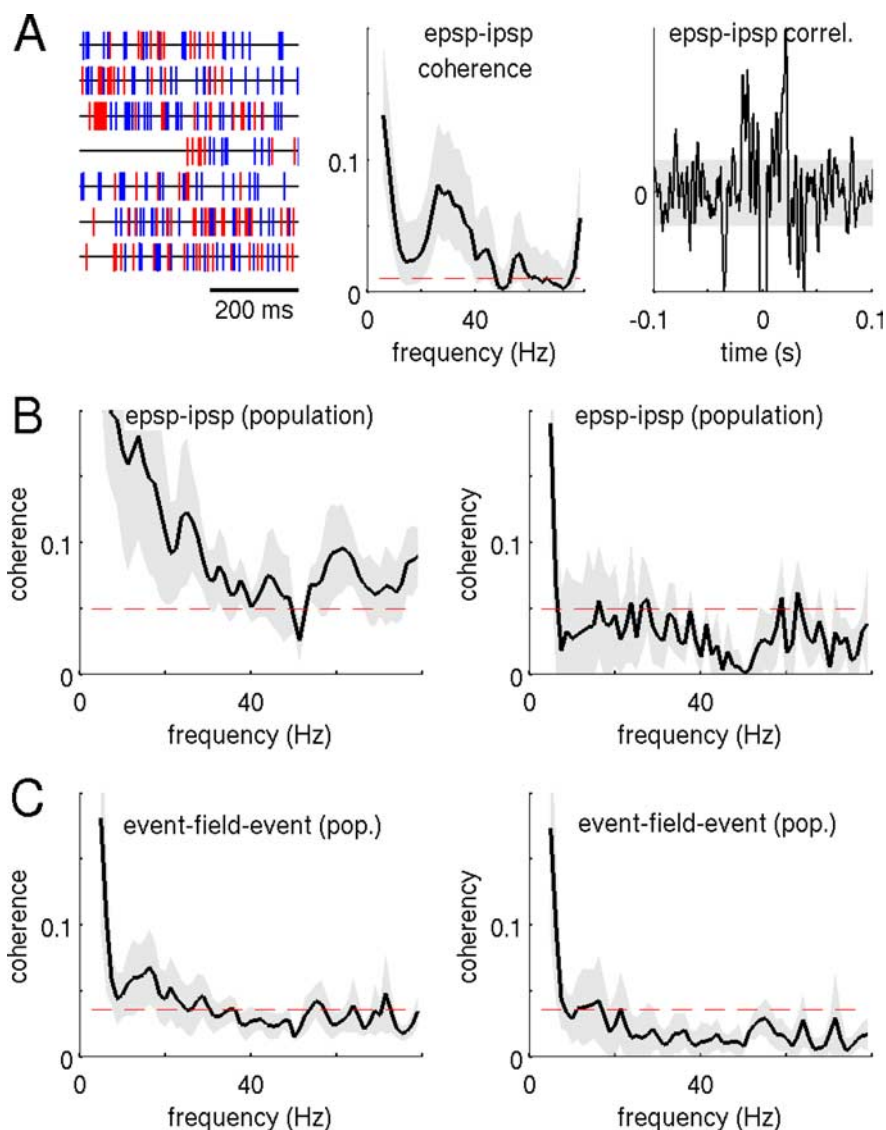 A
epsp-ipsp
coherence
epsp-ipsp correl.
0.1
0
0
200 ms
0
40
-0.1
0
0.1
frequency (Hz)
time (s)
B
epsp-ipsp (population)
epsp-ipsp (population)
coherence
coherency
0.1
0.1
0
0
0
40
0
40
frequency (Hz)
frequency (Hz)
C
event-field-event (pop.)
event-field-event (pop.)
coherence
coherency
0.1
0.1
0
0
0
40
0
40
frequency (Hz)
frequency (Hz)